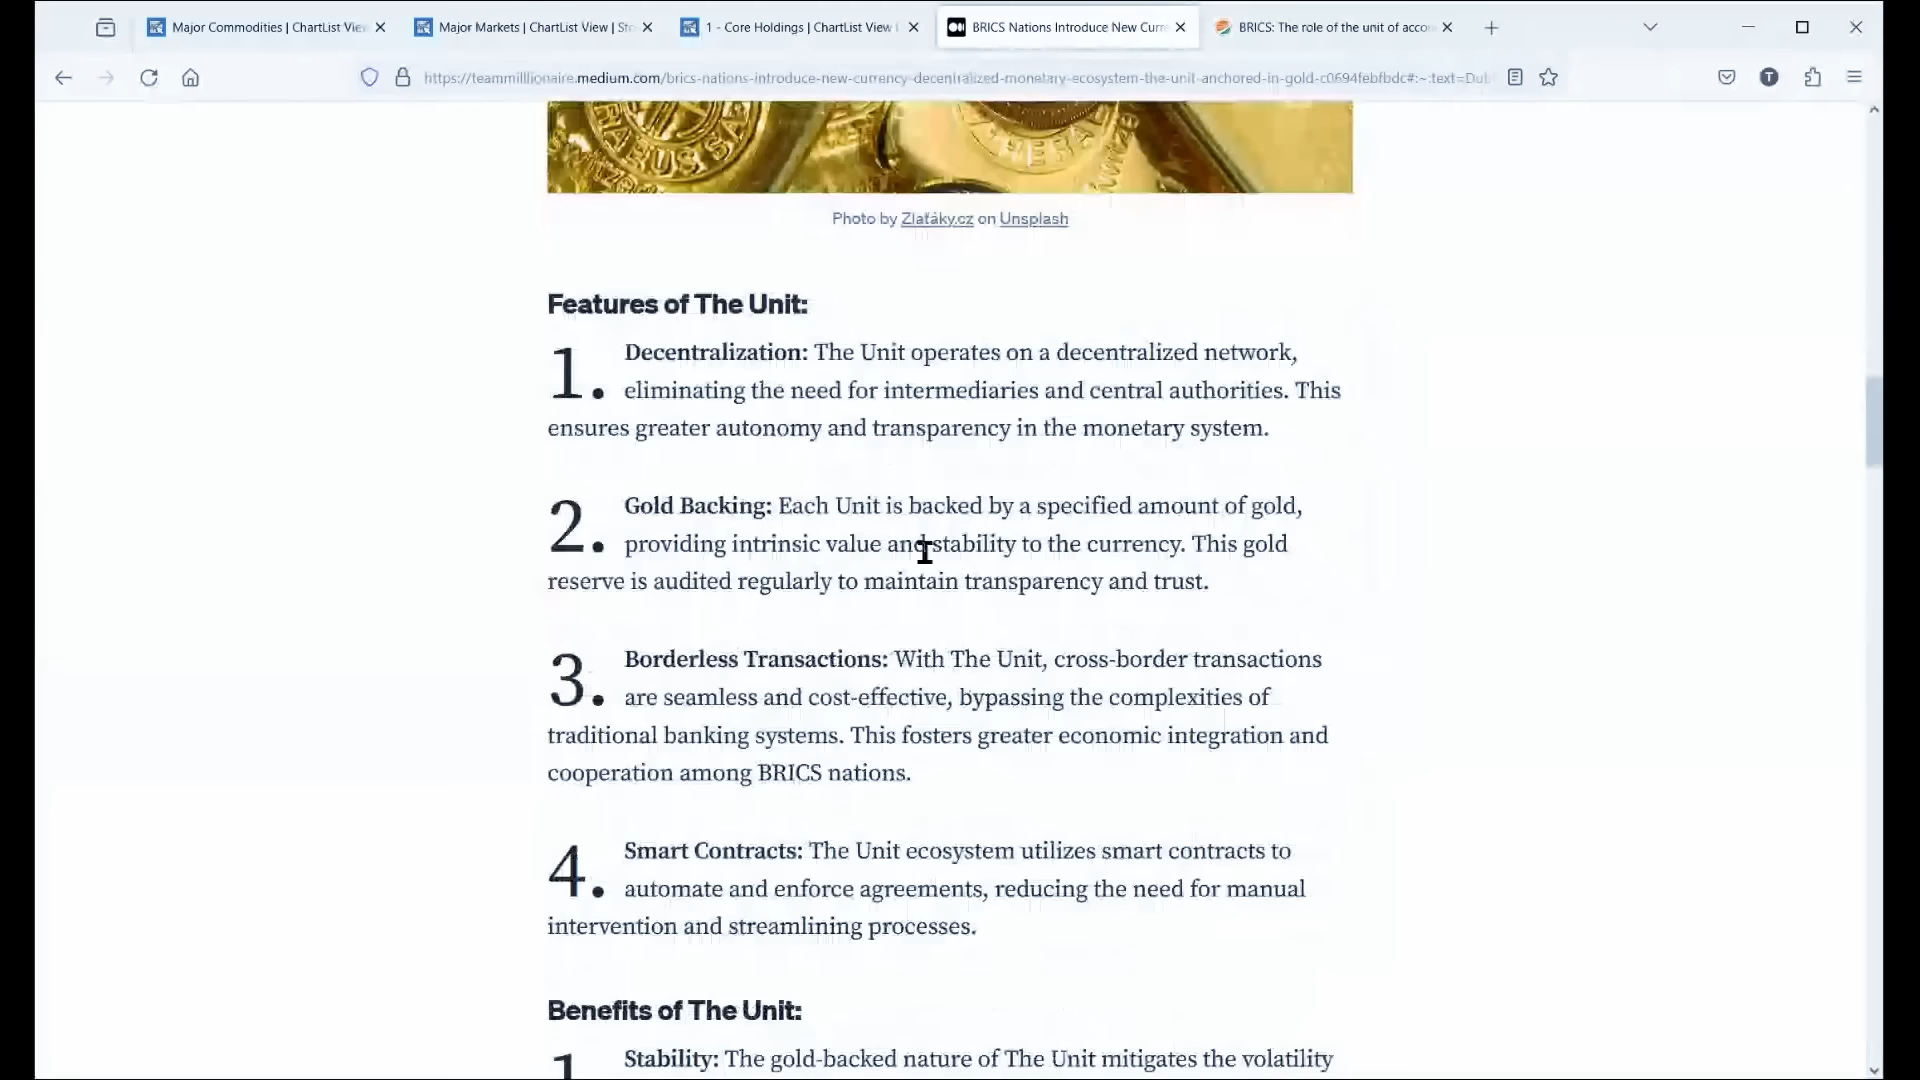 Major Commodities | ChartList Vie
Major Markets | ChartList View | St
1 - Core Holdings | ChartList View
BRICS Nations Introduce New Curr
BRICS: The role of the unit of acco
https://teammilllionaire.medium.com/brics-nations-introduce-new-currency-decentralized-monetary-ecosystem-the-unit-anchored-in-gold-c0694febfbdc#:~:text=Dul
T
Photo by Zlaťáky.cz on Unsplash
Features of The Unit:
1. Decentralization: The Unit operates on a decentralized network,
eliminating the need for intermediaries and central authorities. This
ensures greater autonomy and transparency in the monetary system.
2. Gold Backing: Each Unit is backed by a specified amount of gold,
providing intrinsic value and stability to the currency. This gold
reserve is audited regularly to maintain transparency and trust.
3. Borderless Transactions: With The Unit, cross-border transactions
are seamless and cost-effective, bypassing the complexities of
traditional banking systems. This fosters greater economic integration and
cooperation among BRICS nations.
4. Smart Contracts: The Unit ecosystem utilizes smart contracts to
automate and enforce agreements, reducing the need for manual
intervention and streamlining processes.
Benefits of The Unit:
1 Stability: The gold-backed nature of The Unit mitigates the volatility